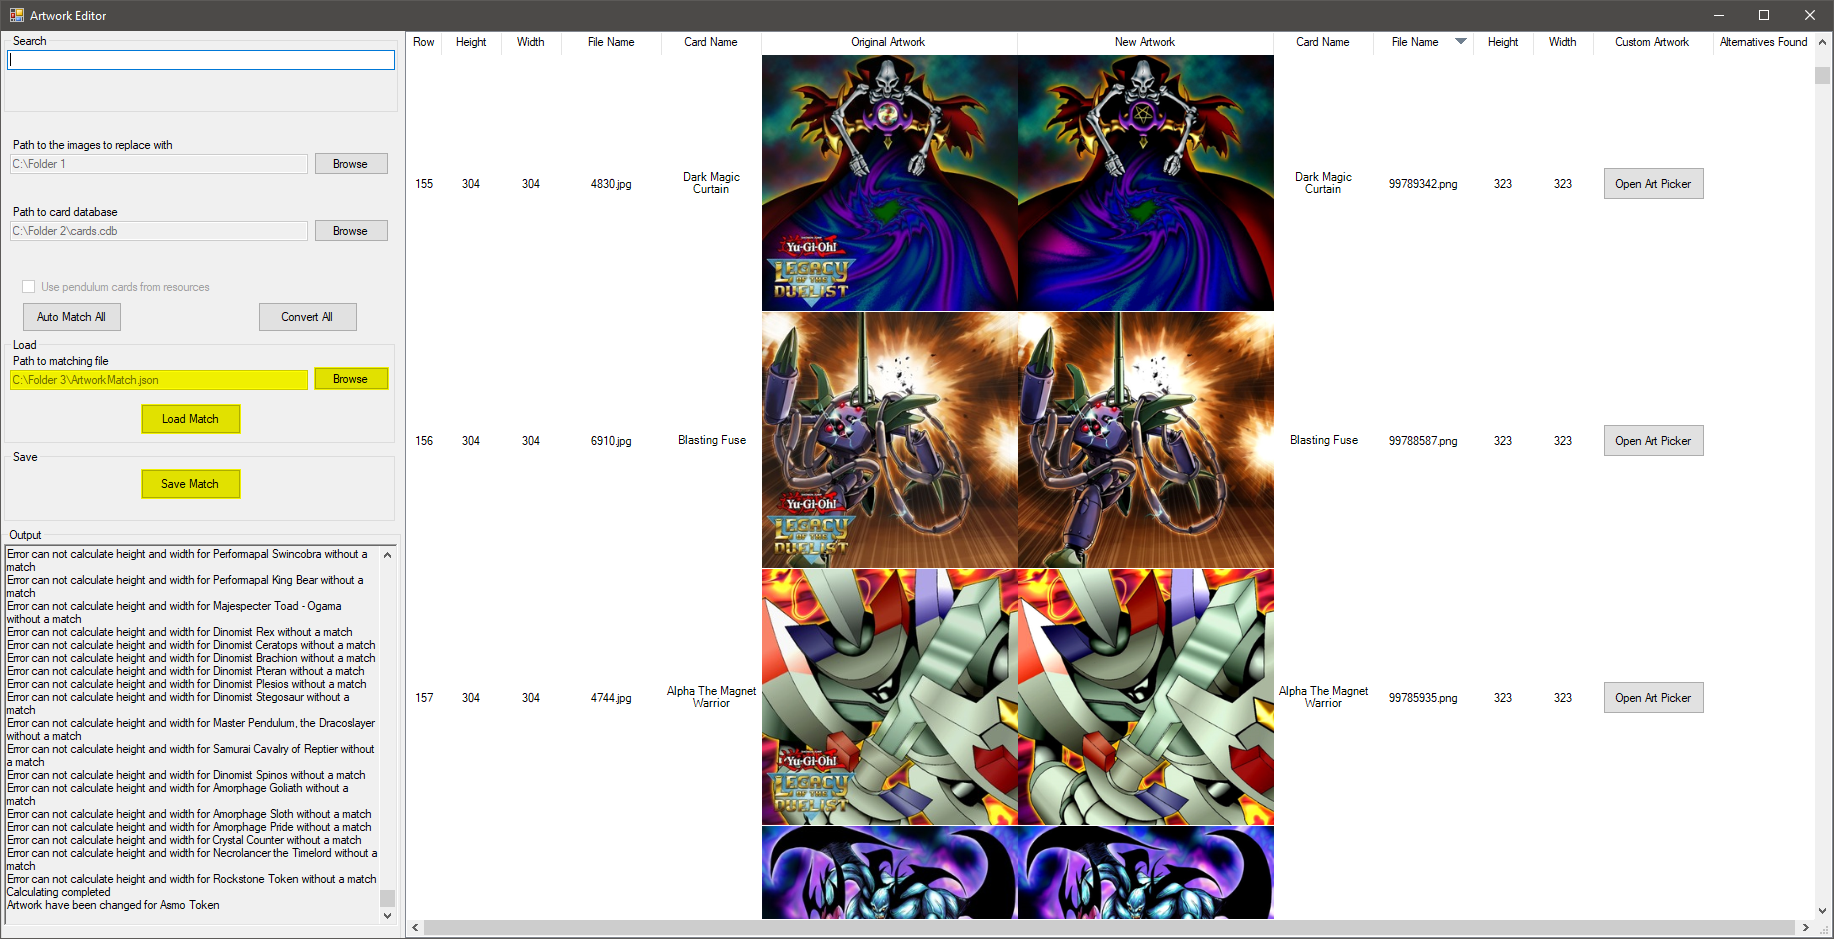 Artwork Editor
Search
Path to the images to replace with
C:\Folder 1
Browse
Path to card database
C:\Folder 2\cards.cdb
Browse
Use pendulum cards from resources
Auto Match All
Convert All
Load
Path to matching file
C:\Folder 3\ArtworkMatch.json
Browse
Load Match
Save
Save Match
Output
Error can not calculate height and width for Performapal Swincobra without a
match
Error can not calculate height and width for Performapal King Bear without a
match
Error can not calculate height and width for Majespecter Toad - Ogama
without a match
Error can not calculate height and width for Dinomist Rex without a match
Error can not calculate height and width for Dinomist Ceratops without a match
Error can not calculate height and width for Dinomist Brachion without a match
Error can not calculate height and width for Dinomist Pteran without a match
Error can not calculate height and width for Dinomist Plesios without a match
Error can not calculate height and width for Dinomist Stegosaur without a
match
Error can not calculate height and width for Master Pendulum, the Dracoslayer
without a match
Error can not calculate height and width for Samurai Cavalry of Reptier without
a match
Error can not calculate height and width for Dinomist Spinos without a match
Error can not calculate height and width for Amorphage Goliath without a
match
Error can not calculate height and width for Amorphage Sloth without a match
Error can not calculate height and width for Amorphage Pride without a match
Error can not calculate height and width for Crystal Counter without a match
Error can not calculate height and width for Necrolancer the Timelord without a
match
Error can not calculate height and width for Rockstone Token without a match
Calculating completed
Artwork have been changed for Asmo Token
Row Height Width File Name Card Name Original Artwork New Artwork Card Name File Name Height Width Custom Artwork Alternatives Found
155 304 304 4830.jpg Dark Magic Curtain Dark Magic Curtain 99789342.png 323 323 Open Art Picker
Yu-Gi-Oh!
LEGACY
OF THE
DUELIST
156 304 304 6910.jpg Blasting Fuse Blasting Fuse 99788587.png 323 323 Open Art Picker
Yu-Gi-Oh!
LEGACY
OF THE
DUELIST
157 304 304 4744.jpg Alpha The Magnet Warrior Alpha The Magnet Warrior 99785935.png 323 323 Open Art Picker
Yu-Gi-Oh!
LEGACY
OF THE
DUELIST